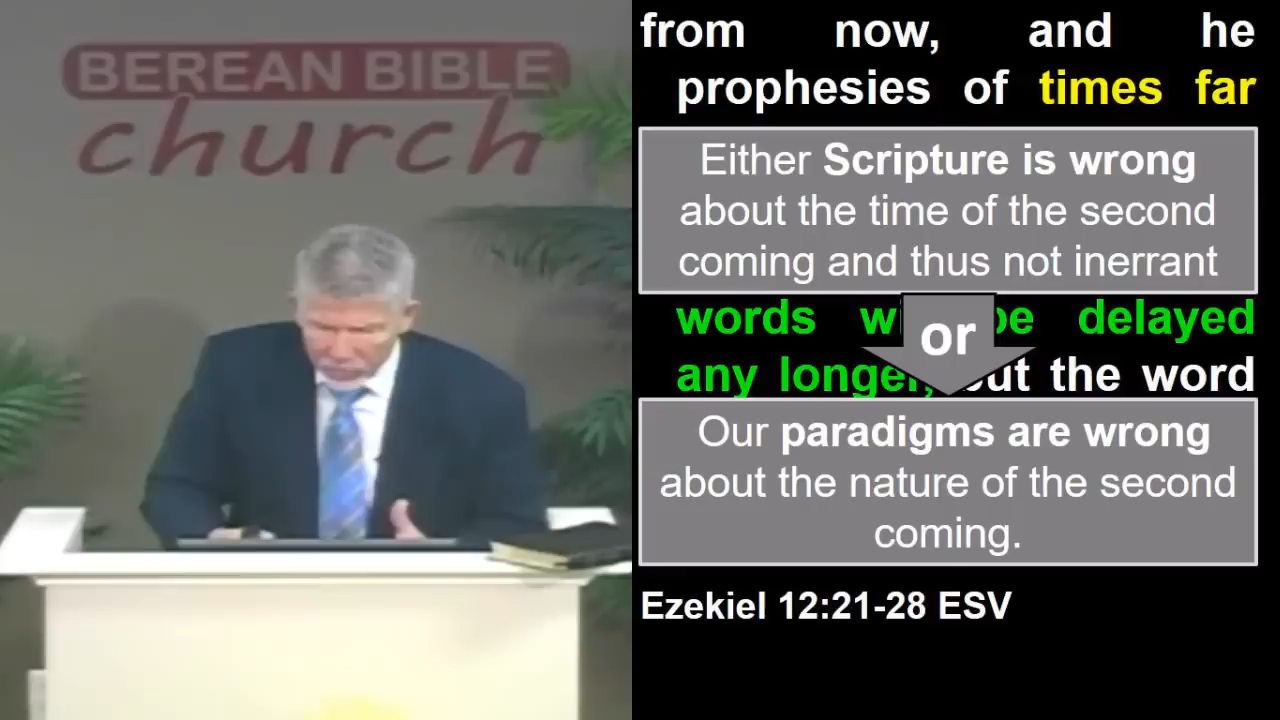 BEREAN BIBLE
church
from now, and he
prophesies of times far
Either Scripture is wrong
about the time of the second
coming and thus not inerrant
words be delayed
or
any longer, but the word
Our paradigms are wrong
about the nature of the second
coming.
Ezekiel 12:21-28 ESV